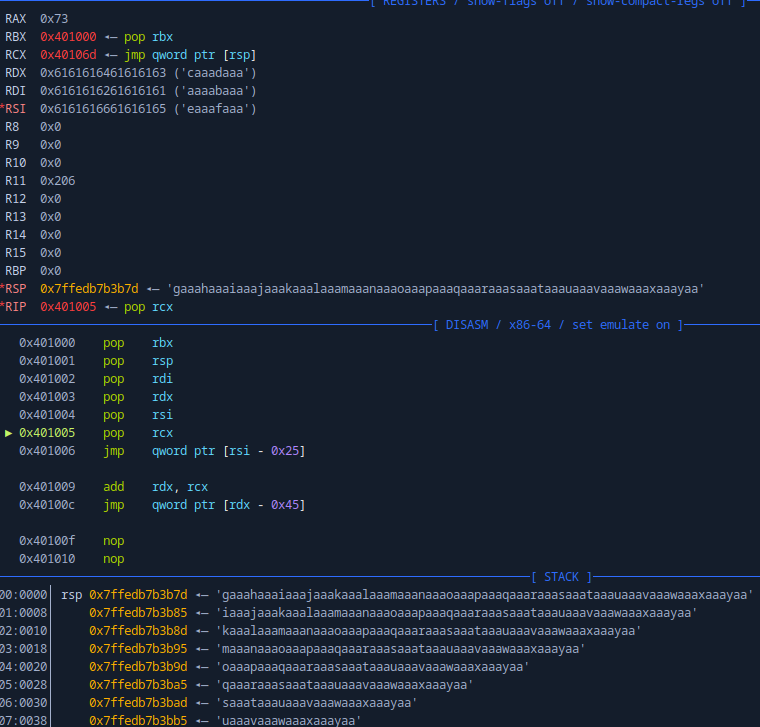 [ REGISTERS / show-flags off / show-compact-regs off ]
RAX 0x73
RBX 0x401000 ◂— pop rbx
RCX 0x40106d ◂— jmp qword ptr [rsp]
RDX 0x6161616461616163 ('caaadaaa')
RDI 0x6161616261616161 ('aaaabaaa')
*RSI 0x6161616661616165 ('eaaafaaa')
R8 0x0
R9 0x0
R10 0x0
R11 0x206
R12 0x0
R13 0x0
R14 0x0
R15 0x0
RBP 0x0
*RSP 0x7ffedb7b3b7d ◂— 'gaaahaaaiaaajaaakaaalaaamaaanaaaoaaapaaaqaaaraaasaaataaauaaavaaawaaaxaaayaa'
*RIP 0x401005 ◂— pop rcx
[ DISASM / x86-64 / set emulate on ]
0x401000 pop rbx
0x401001 pop rsp
0x401002 pop rdi
0x401003 pop rdx
0x401004 pop rsi
► 0x401005 pop rcx
0x401006 jmp qword ptr [rsi - 0x25]
0x401009 add rdx, rcx
0x40100c jmp qword ptr [rdx - 0x45]
0x40100f nop
0x401010 nop
[ STACK ]
00:0000│ rsp 0x7ffedb7b3b7d ◂— 'gaaahaaaiaaajaaakaaalaaamaaanaaaoaaapaaaqaaaraaasaaataaauaaavaaawaaaxaaayaa'
01:0008│ 0x7ffedb7b3b85 ◂— 'iaaajaaakaaalaaamaaanaaaoaaapaaaqaaaraaasaaataaauaaavaaawaaaxaaayaa'
02:0010│ 0x7ffedb7b3b8d ◂— 'kaaalaaamaaanaaaoaaapaaaqaaaraaasaaataaauaaavaaawaaaxaaayaa'
03:0018│ 0x7ffedb7b3b95 ◂— 'maaanaaaoaaapaaaqaaaraaasaaataaauaaavaaawaaaxaaayaa'
04:0020│ 0x7ffedb7b3b9d ◂— 'oaaapaaaqaaaraaasaaataaauaaavaaawaaaxaaayaa'
05:0028│ 0x7ffedb7b3ba5 ◂— 'qaaaraaasaaataaauaaavaaawaaaxaaayaa'
06:0030│ 0x7ffedb7b3bad ◂— 'saaataaauaaavaaawaaaxaaayaa'
07:0038│ 0x7ffedb7b3bb5 ◂— 'uaaavaaawaaaxaaayaa'